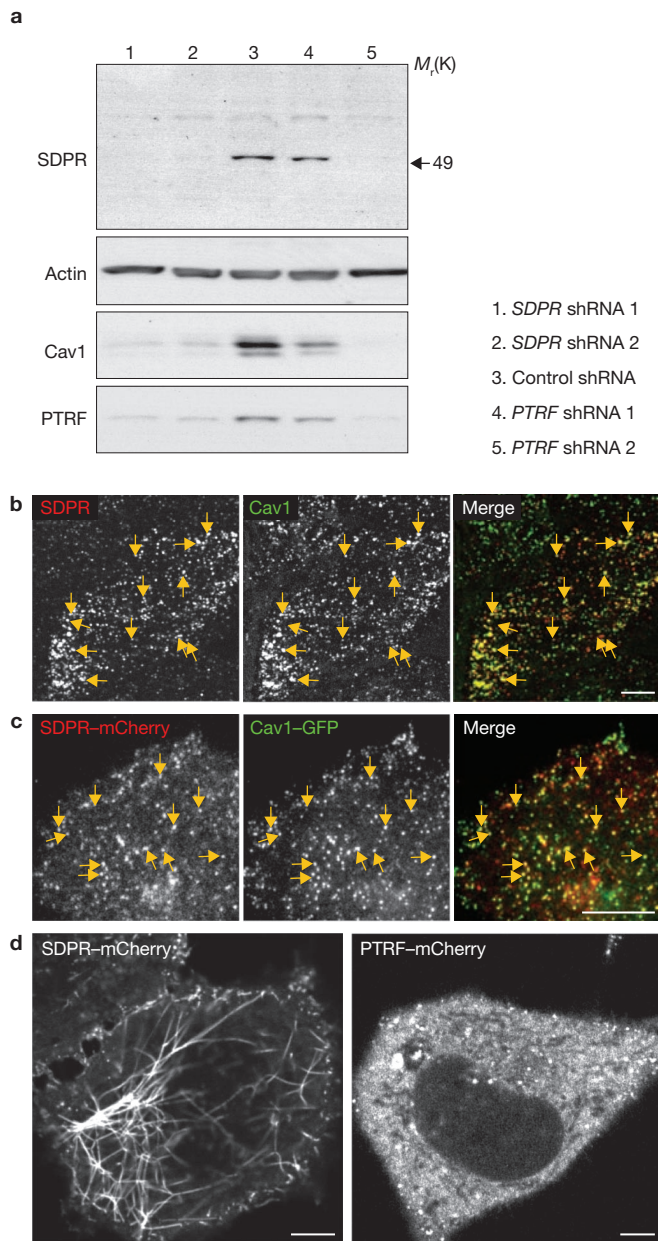 a
1 2 3 4 5 Mr(K)
SDPR
49
Actin
Cav1
PTRF
1. SDPR shRNA 1
2. SDPR shRNA 2
3. Control shRNA
4. PTRF shRNA 1
5. PTRF shRNA 2
b
SDPR Cav1 Merge
c
SDPR–mCherry Cav1–GFP Merge
d
SDPR–mCherry PTRF–mCherry